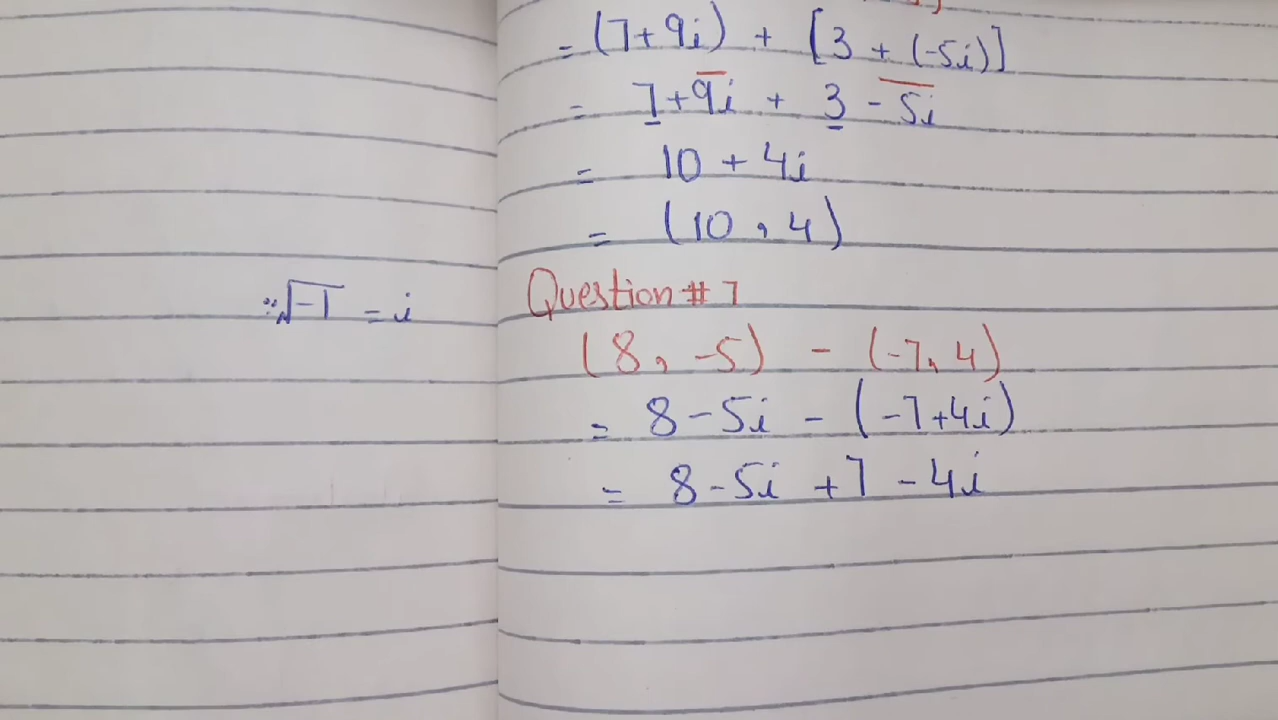 = (7+9i) + [3 + (-5i)]
= 7+9i + 3 - 5i
= 10 + 4i
= (10, 4)
∵ √-1 = i
Question # 7
(8, -5) - (-7, 4)
= 8 - 5i - (-7+4i)
= 8 - 5i + 7 - 4i